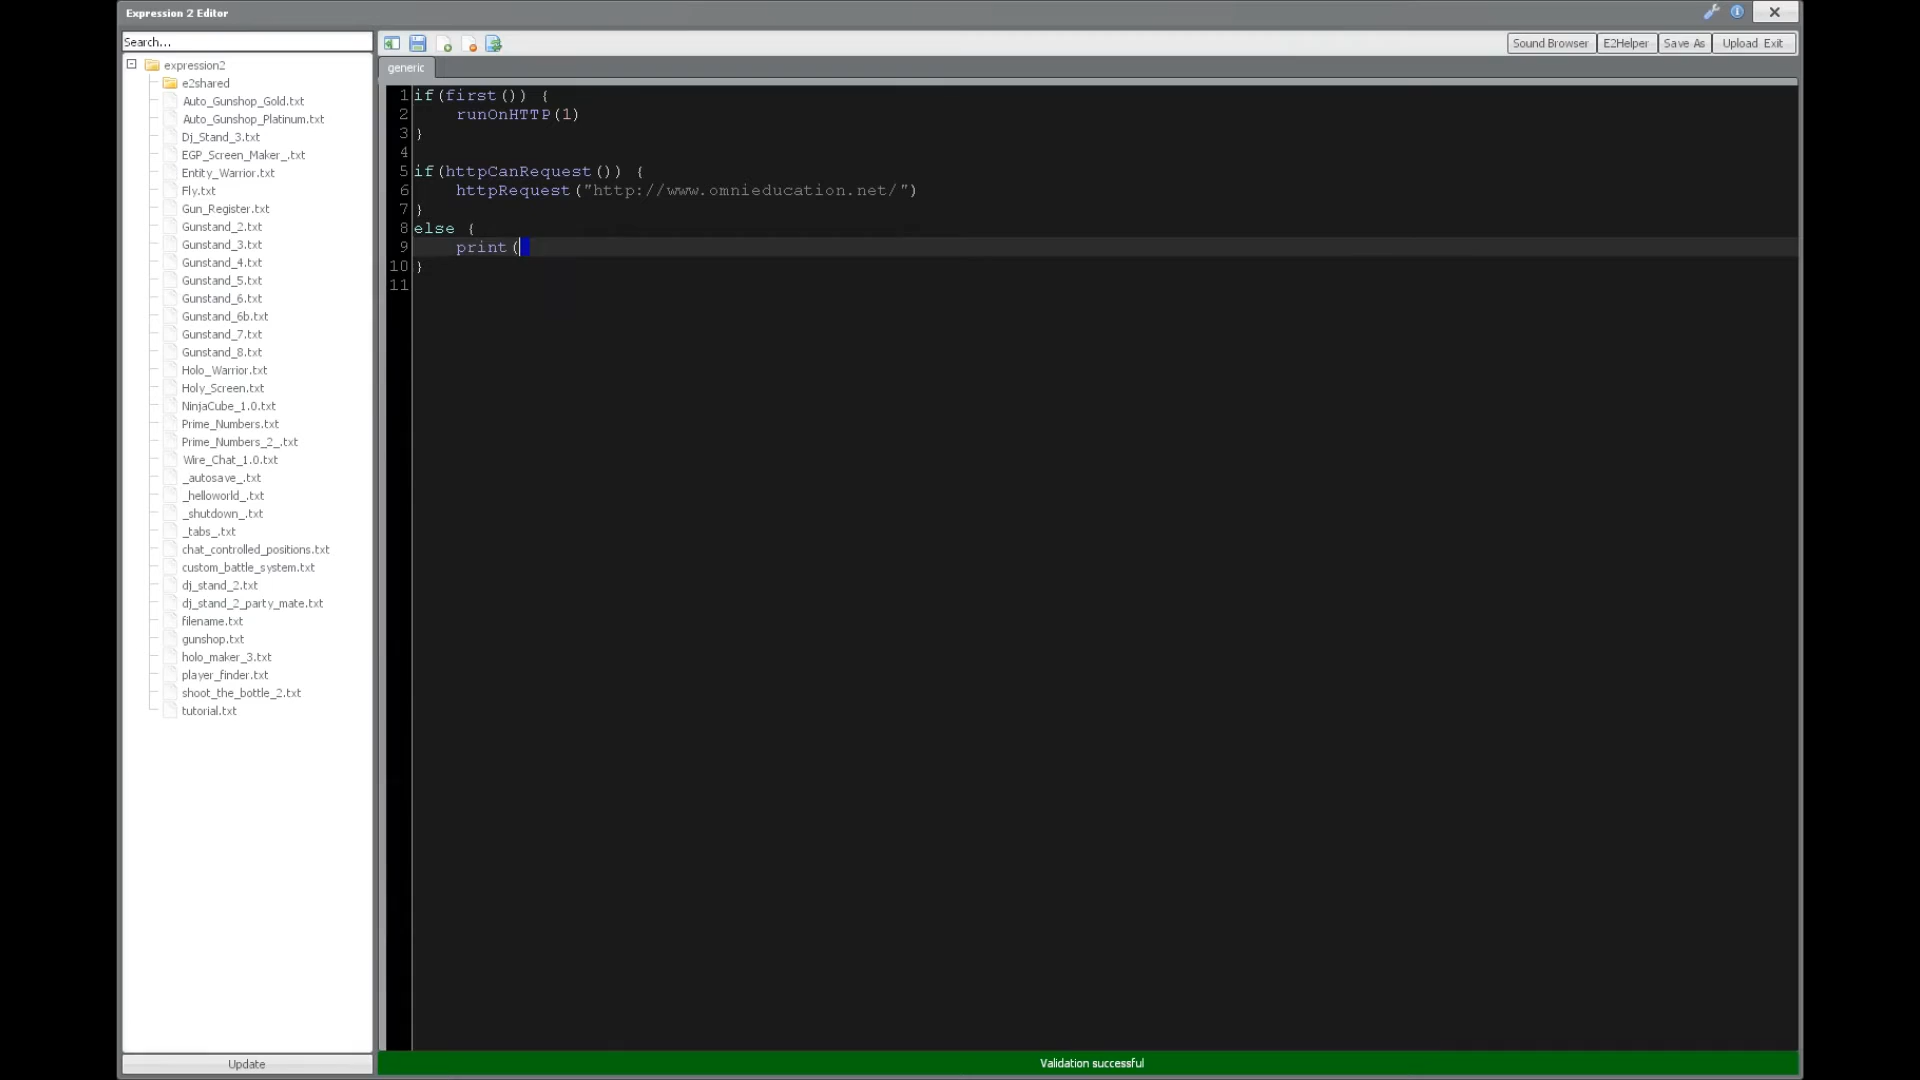 Expression 2 Editor
Search...
Sound Browser
E2Helper
Save As
Upload Exit
generic
expression2
e2shared
Auto_Gunshop_Gold.txt
Auto_Gunshop_Platinum.txt
Dj_Stand_3.txt
EGP_Screen_Maker_.txt
Entity_Warrior.txt
Fly.txt
Gun_Register.txt
Gunstand_2.txt
Gunstand_3.txt
Gunstand_4.txt
Gunstand_5.txt
Gunstand_6.txt
Gunstand_6b.txt
Gunstand_7.txt
Gunstand_8.txt
Holo_Warrior.txt
Holy_Screen.txt
NinjaCube_1.0.txt
Prime_Numbers.txt
Prime_Numbers_2_.txt
Wire_Chat_1.0.txt
_autosave_.txt
_helloworld_.txt
_shutdown_.txt
_tabs_.txt
chat_controlled_positions.txt
custom_battle_system.txt
dj_stand_2.txt
dj_stand_2_party_mate.txt
filename.txt
gunshop.txt
holo_maker_3.txt
player_finder.txt
shoot_the_bottle_2.txt
tutorial.txt
Update
1 if(first()) {
2 runOnHTTP(1)
3 }
4
5 if(httpCanRequest()) {
6 httpRequest("http://www.omnieducation.net/")
7 }
8 else {
9 print(
10 }
11
Validation successful